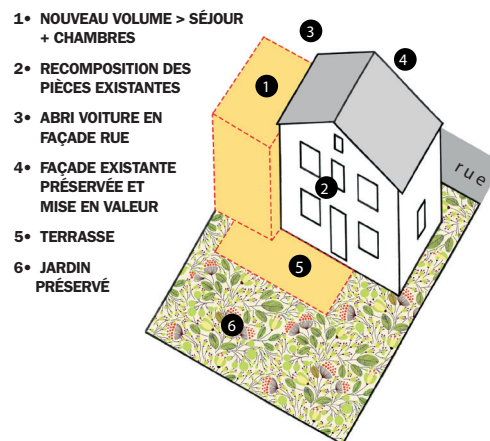 1• NOUVEAU VOLUME > SÉJOUR
+ CHAMBRES
2• RECOMPOSITION DES
PIÈCES EXISTANTES
3• ABRI VOITURE EN
FAÇADE RUE
4• FAÇADE EXISTANTE
PRÉSERVÉE ET
MISE EN VALEUR
5• TERRASSE
6• JARDIN
PRÉSERVÉ
3
4
1
rue
2
5
6